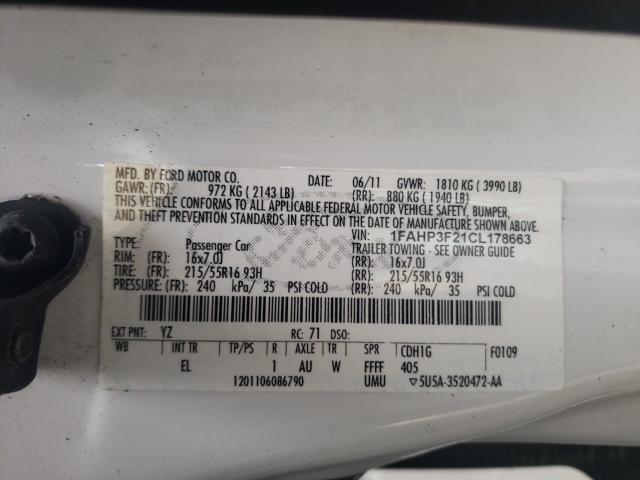 MFD. BY FORD MOTOR CO. DATE: 06/11 GVWR: 1810 KG ( 3990 LB)
GAWR: (FR): 972 KG ( 2143 LB) (RR): 880 KG ( 1940 LB)
THIS VEHICLE CONFORMS TO ALL APPLICABLE FEDERAL MOTOR VEHICLE SAFETY, BUMPER,
AND THEFT PREVENTION STANDARDS IN EFFECT ON THE DATE OF MANUFACTURE SHOWN ABOVE.
VIN: 1FAHP3F21CL178663
TYPE: Passenger Car TRAILER TOWING - SEE OWNER GUIDE
RIM: (FR) 16x7.0J (RR): 16x7.0J
TIRE: (FR) 215/55R16 93H (RR): 215/55R16 93H
PRESSURE: (FR): 240 kPa/ 35 PSI COLD (RR): 240 kPa/ 35 PSI COLD
EXT PNT: YZ RC: 71 DSO:
WB INT TR TP/PS R AXLE TR SPR CDH1G F0109
EL 1 AU W FFFF 405
1201106086790 UMU ▽5U5A-3520472-AA